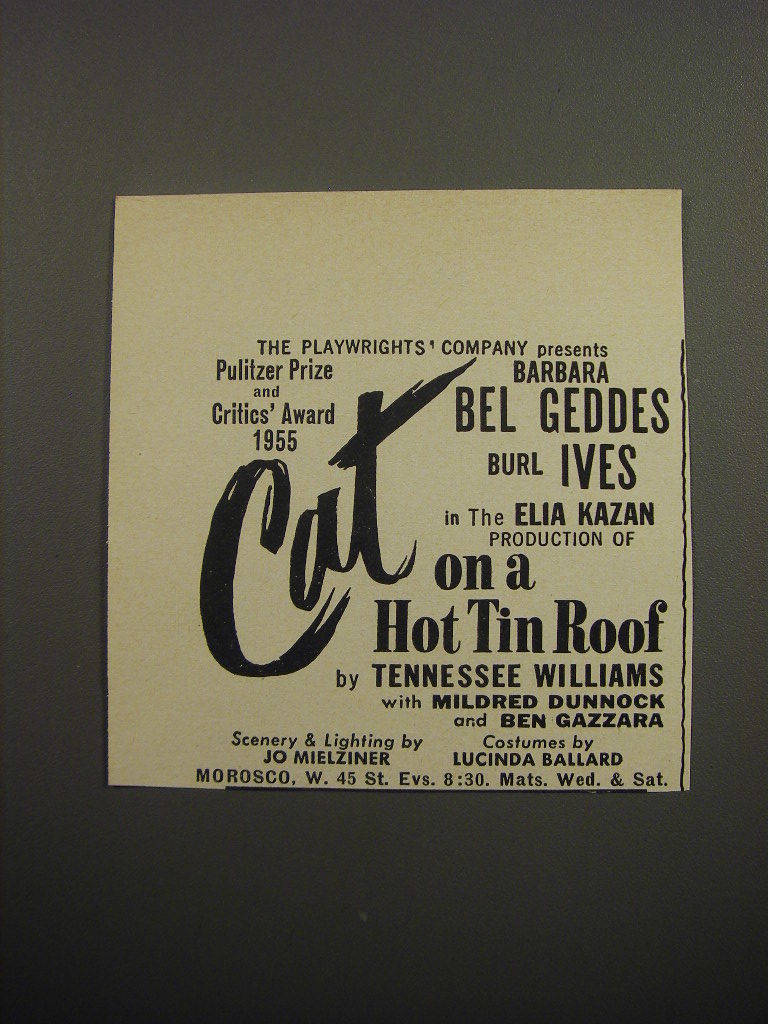 THE PLAYWRIGHTS' COMPANY presents
Pulitzer Prize
and
Critics' Award
1955
BARBARA
BEL GEDDES
BURL IVES
in The ELIA KAZAN
PRODUCTION OF
Cat
on a
Hot Tin Roof
by TENNESSEE WILLIAMS
with MILDRED DUNNOCK
and BEN GAZZARA
Scenery & Lighting by
JO MIELZINER
Costumes by
LUCINDA BALLARD
MOROSCO, W. 45 St. Evs. 8:30. Mats. Wed. & Sat.